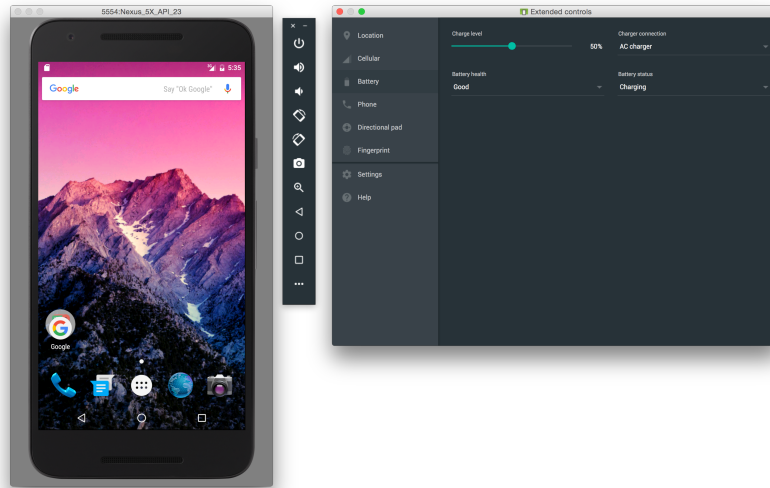 5554:Nexus_5X_API_23
5:35
Google
Say "Ok Google"
Google
Extended controls
Location
Cellular
Battery
Phone
Directional pad
Fingerprint
Settings
Help
Charge level
50%
Charger connection
AC charger
Battery health
Good
Battery status
Charging